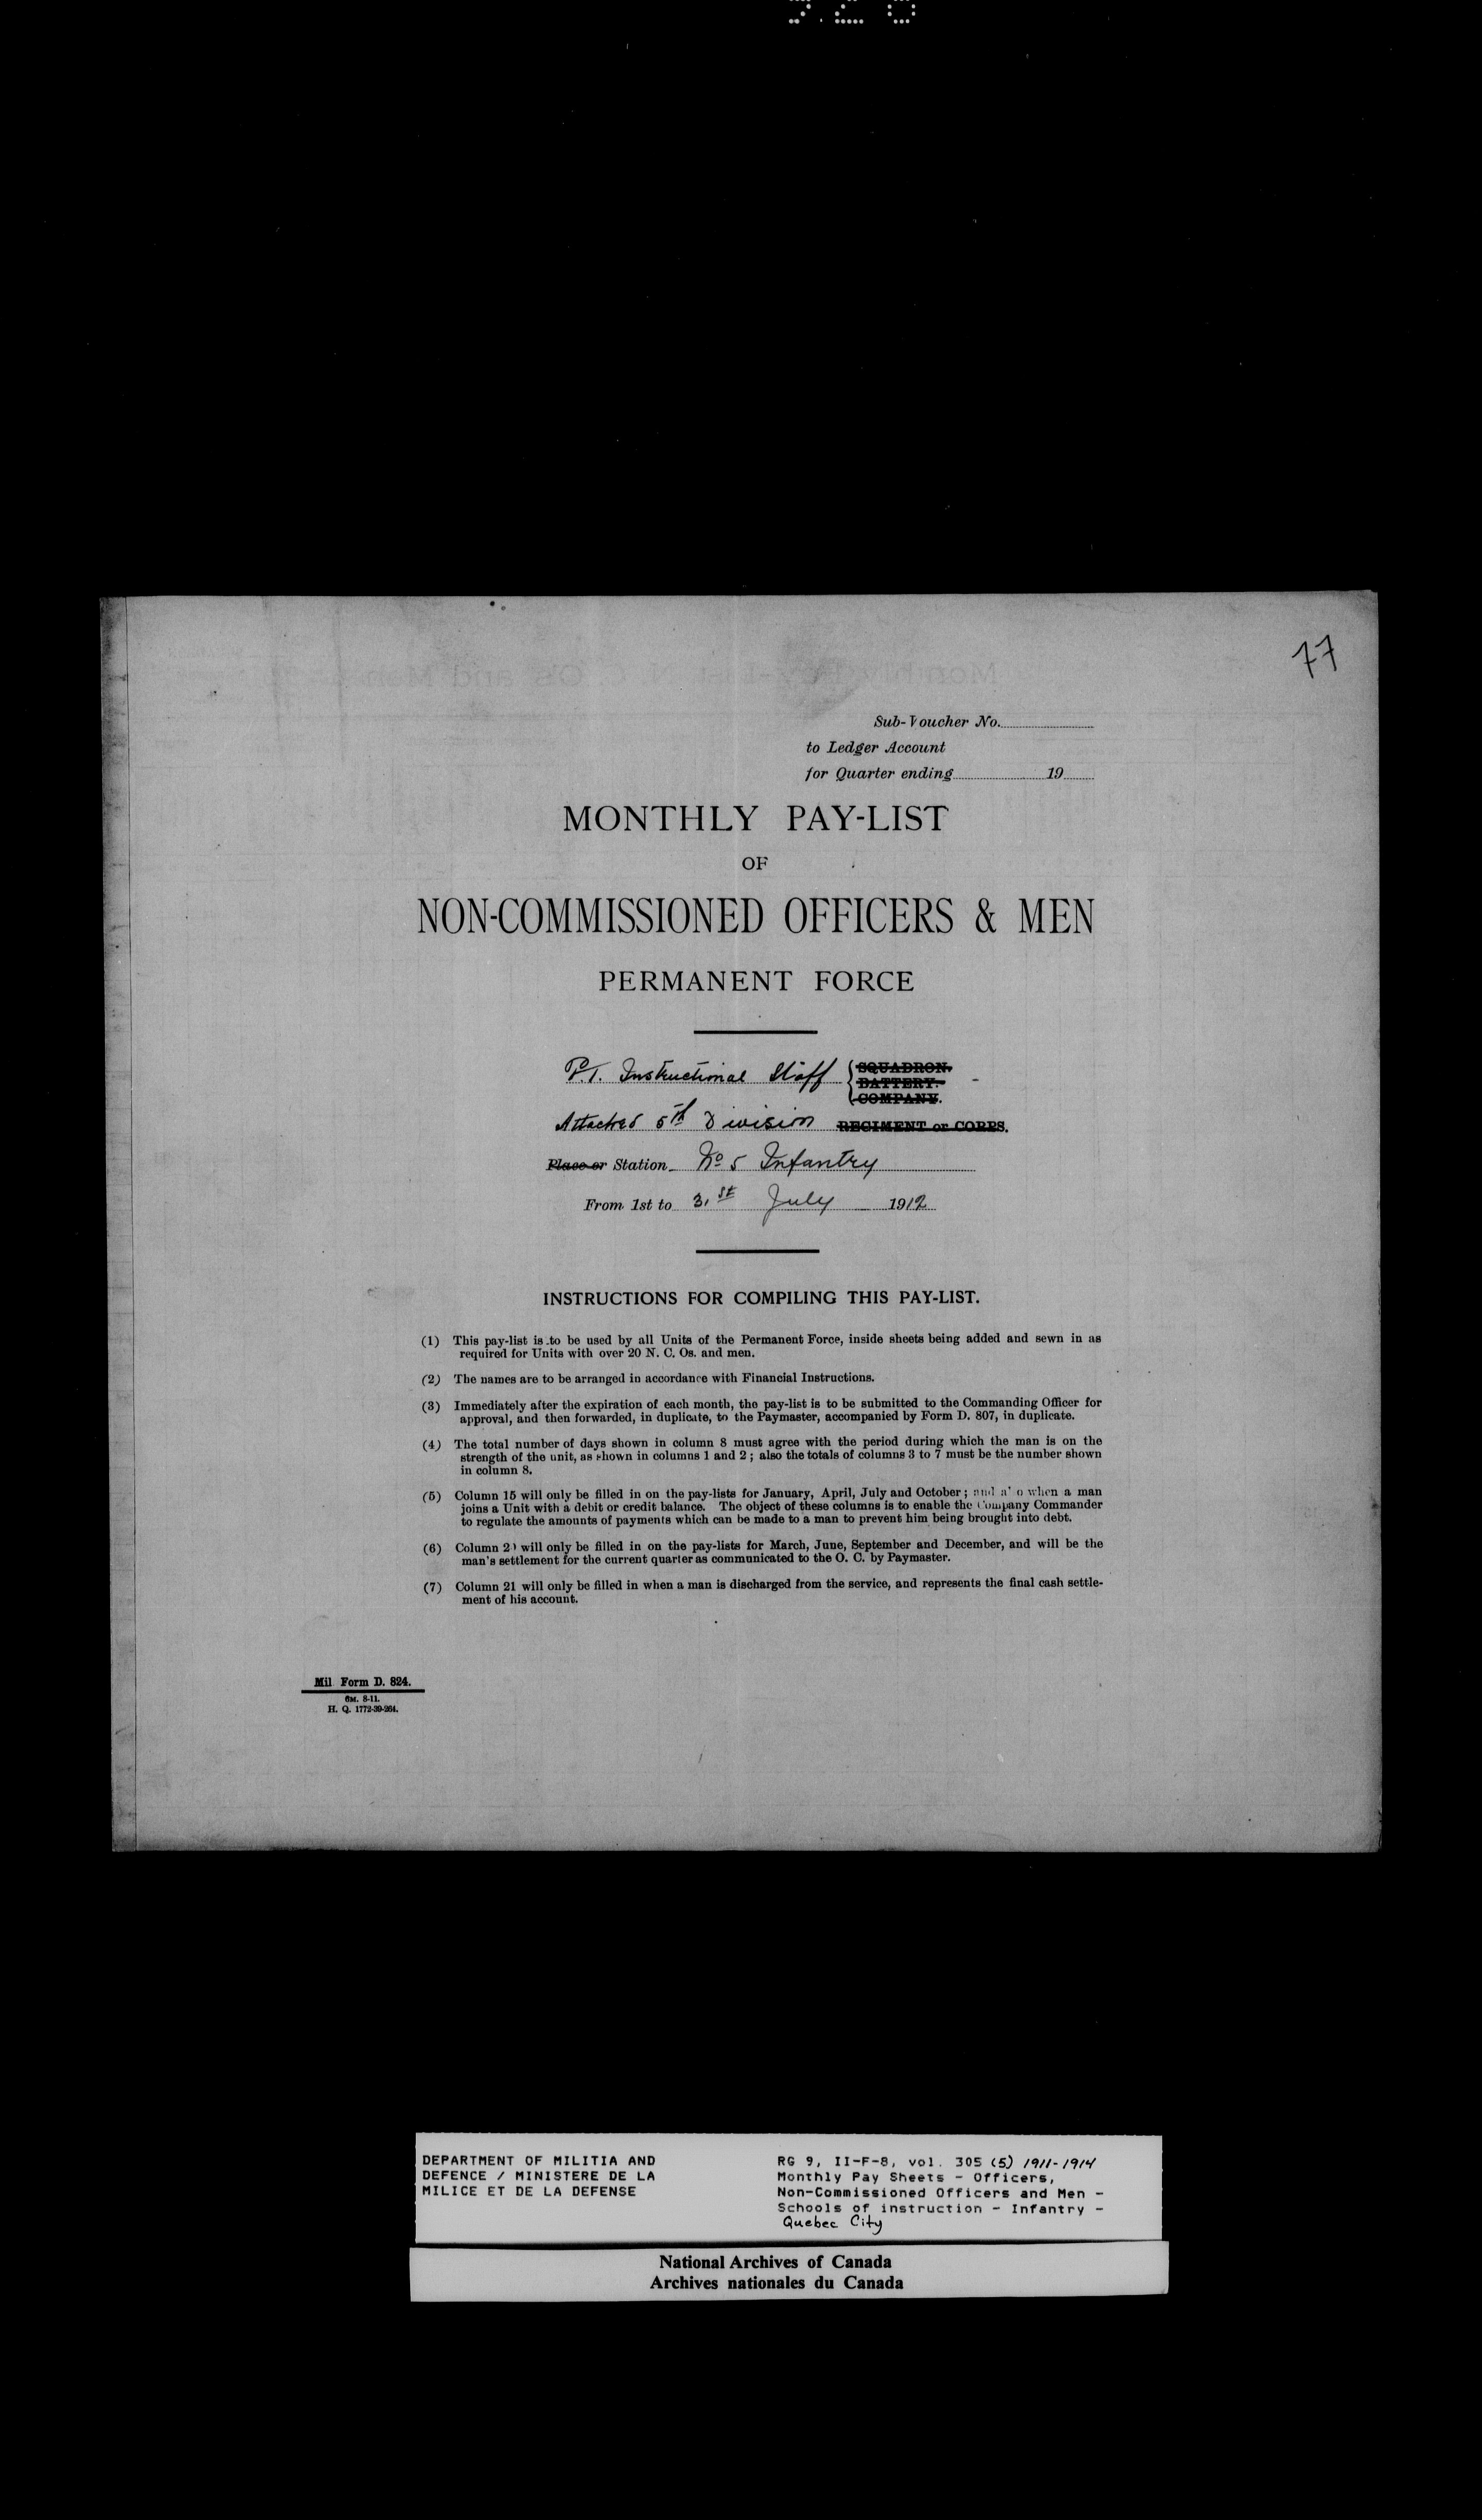 77
Sub-Voucher No.
to Ledger Account
for Quarter ending 19
MONTHLY PAY-LIST
OF
NON-COMMISSIONED OFFICERS & MEN
PERMANENT FORCE
P.T. Instructional Staff { SQUADRON.
BATTERY.
COMPANY.
Attached 5th Division REGIMENT or CORPS.
Place or Station No 5 Infantry
From 1st to 31st July 1912
INSTRUCTIONS FOR COMPILING THIS PAY-LIST.
(1) This pay-list is to be used by all Units of the Permanent Force, inside sheets being added and sewn in as
required for Units with over 20 N. C. Os. and men.
(2) The names are to be arranged in accordance with Financial Instructions.
(3) Immediately after the expiration of each month, the pay-list is to be submitted to the Commanding Officer for
approval, and then forwarded, in duplicate, to the Paymaster, accompanied by Form D. 807, in duplicate.
(4) The total number of days shown in column 8 must agree with the period during which the man is on the
strength of the unit, as shown in columns 1 and 2 ; also the totals of columns 3 to 7 must be the number shown
in column 8.
(5) Column 15 will only be filled in on the pay-lists for January, April, July and October ; and also when a man
joins a Unit with a debit or credit balance. The object of these columns is to enable the Company Commander
to regulate the amounts of payments which can be made to a man to prevent him being brought into debt.
(6) Column 20 will only be filled in on the pay-lists for March, June, September and December, and will be the
man's settlement for the current quarter as communicated to the O. C. by Paymaster.
(7) Column 21 will only be filled in when a man is discharged from the service, and represents the final cash settle-
ment of his account.
Mil Form D. 824.
6M. 8-11.
H. Q. 1772-39-264.
DEPARTMENT OF MILITIA AND
DEFENCE / MINISTERE DE LA
MILICE ET DE LA DEFENSE
RG 9, II-F-8, vol. 305 (5) 1911-1914
Monthly Pay Sheets - Officers,
Non-Commissioned Officers and Men -
Schools of instruction - Infantry -
Quebec City
National Archives of Canada
Archives nationales du Canada